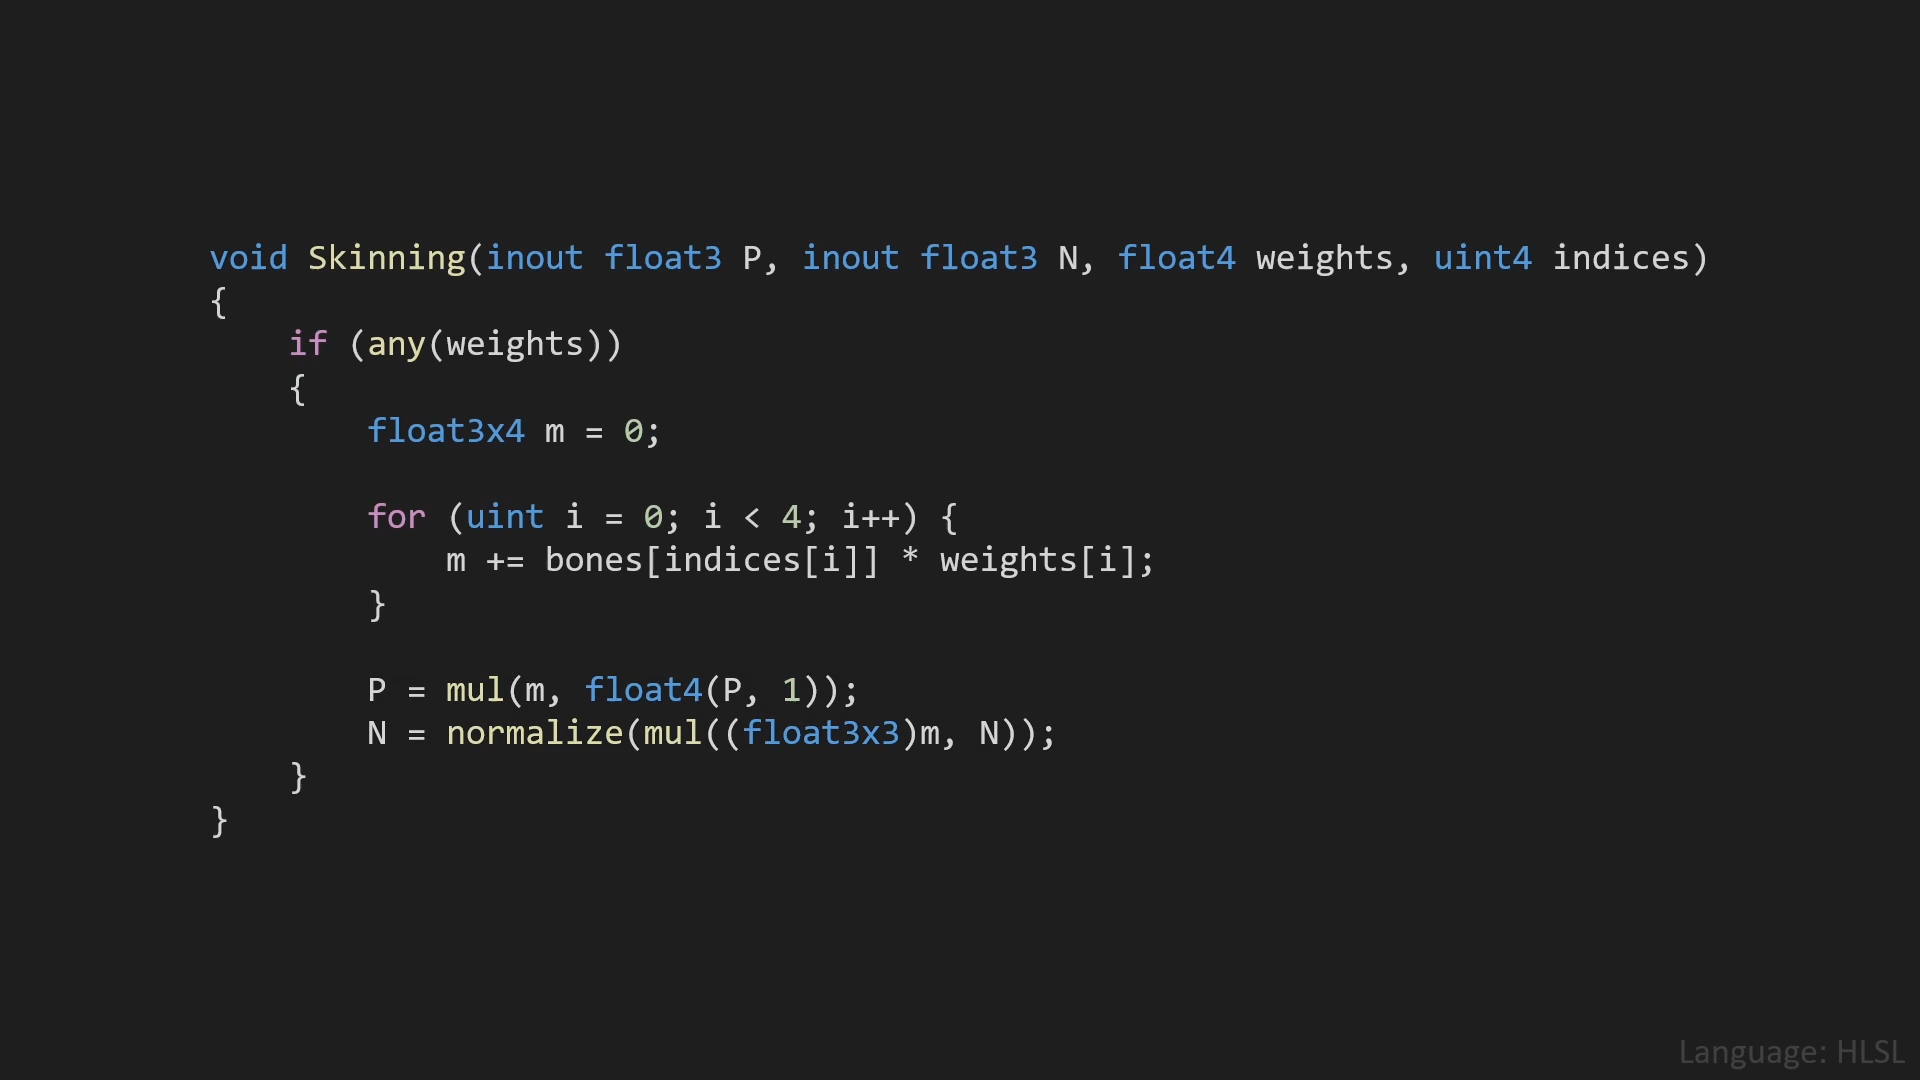 void Skinning(inout float3 P, inout float3 N, float4 weights, uint4 indices)
{
    if (any(weights))
    {
        float3x4 m = 0;

        for (uint i = 0; i < 4; i++) {
            m += bones[indices[i]] * weights[i];
        }

        P = mul(m, float4(P, 1));
        N = normalize(mul((float3x3)m, N));
    }
}
Language: HLSL